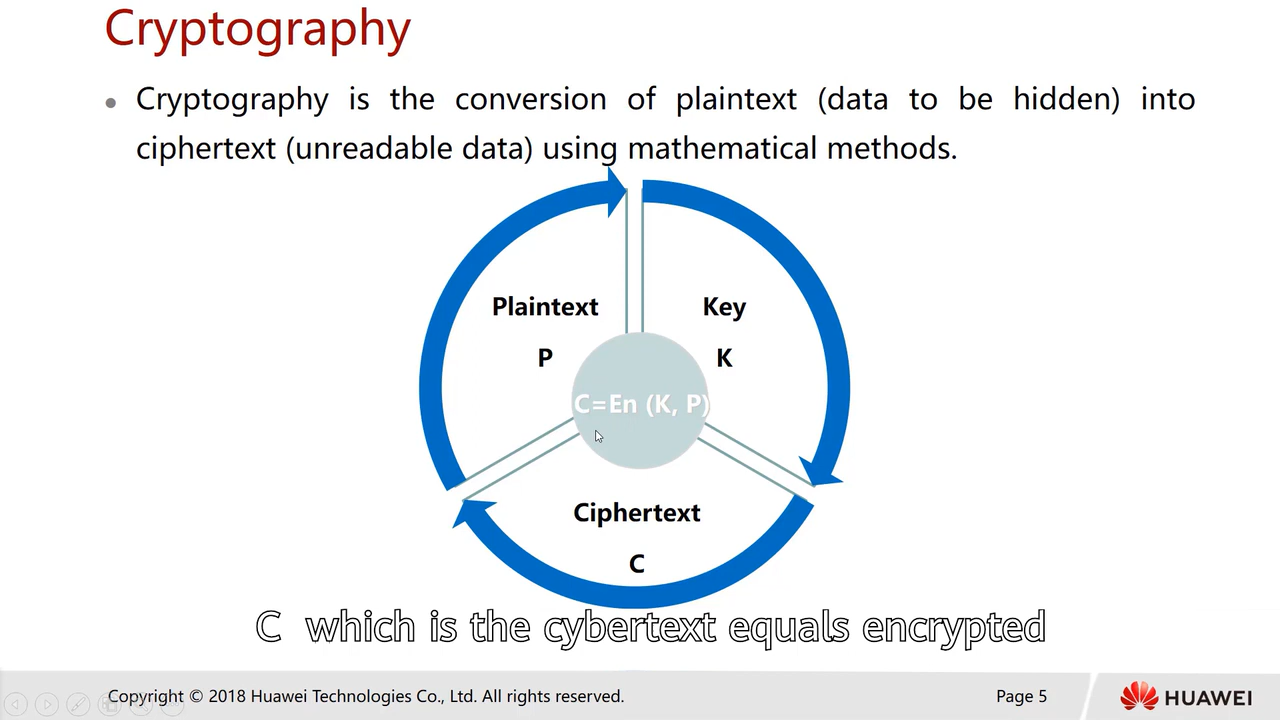 Cryptography
• Cryptography is the conversion of plaintext (data to be hidden) into
ciphertext (unreadable data) using mathematical methods.
Plaintext
P
Key
K
C=En (K, P)
Ciphertext
C
C which is the cybertext equals encrypted
Copyright © 2018 Huawei Technologies Co., Ltd. All rights reserved.
Page 5
HUAWEI